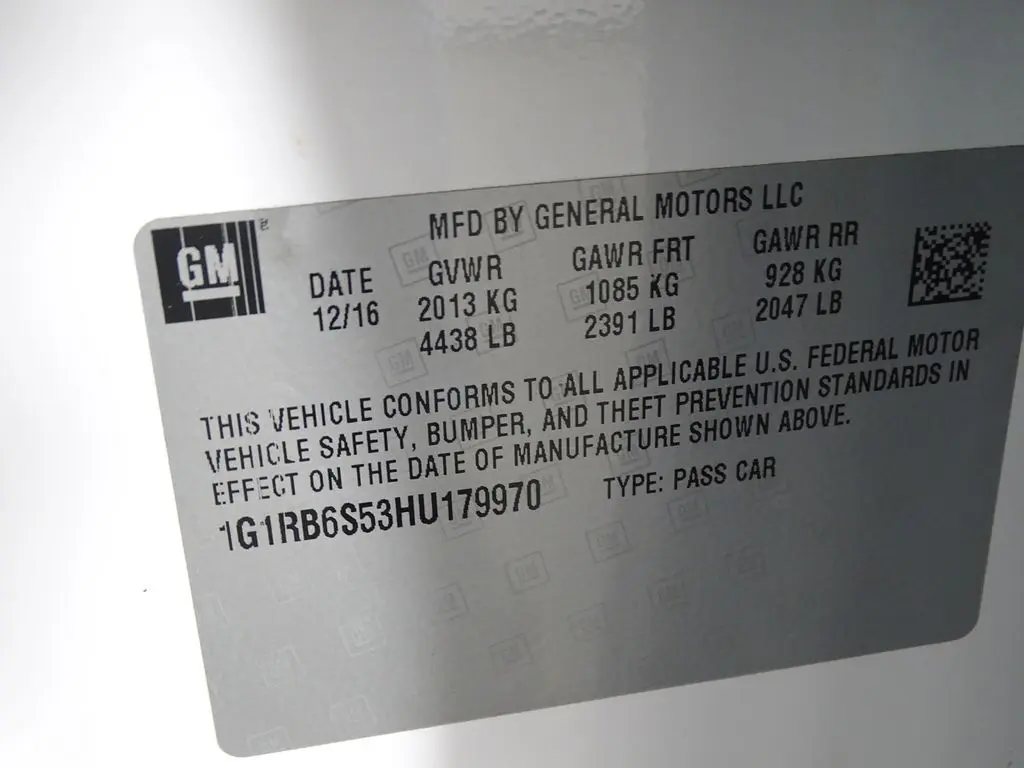 GM
MFD BY GENERAL MOTORS LLC
DATE GVWR GAWR FRT GAWR RR
12/16 2013 KG 1085 KG 928 KG
4438 LB 2391 LB 2047 LB
THIS VEHICLE CONFORMS TO ALL APPLICABLE U.S. FEDERAL MOTOR
VEHICLE SAFETY, BUMPER, AND THEFT PREVENTION STANDARDS IN
EFFECT ON THE DATE OF MANUFACTURE SHOWN ABOVE.
1G1RB6S53HU179970 TYPE: PASS CAR